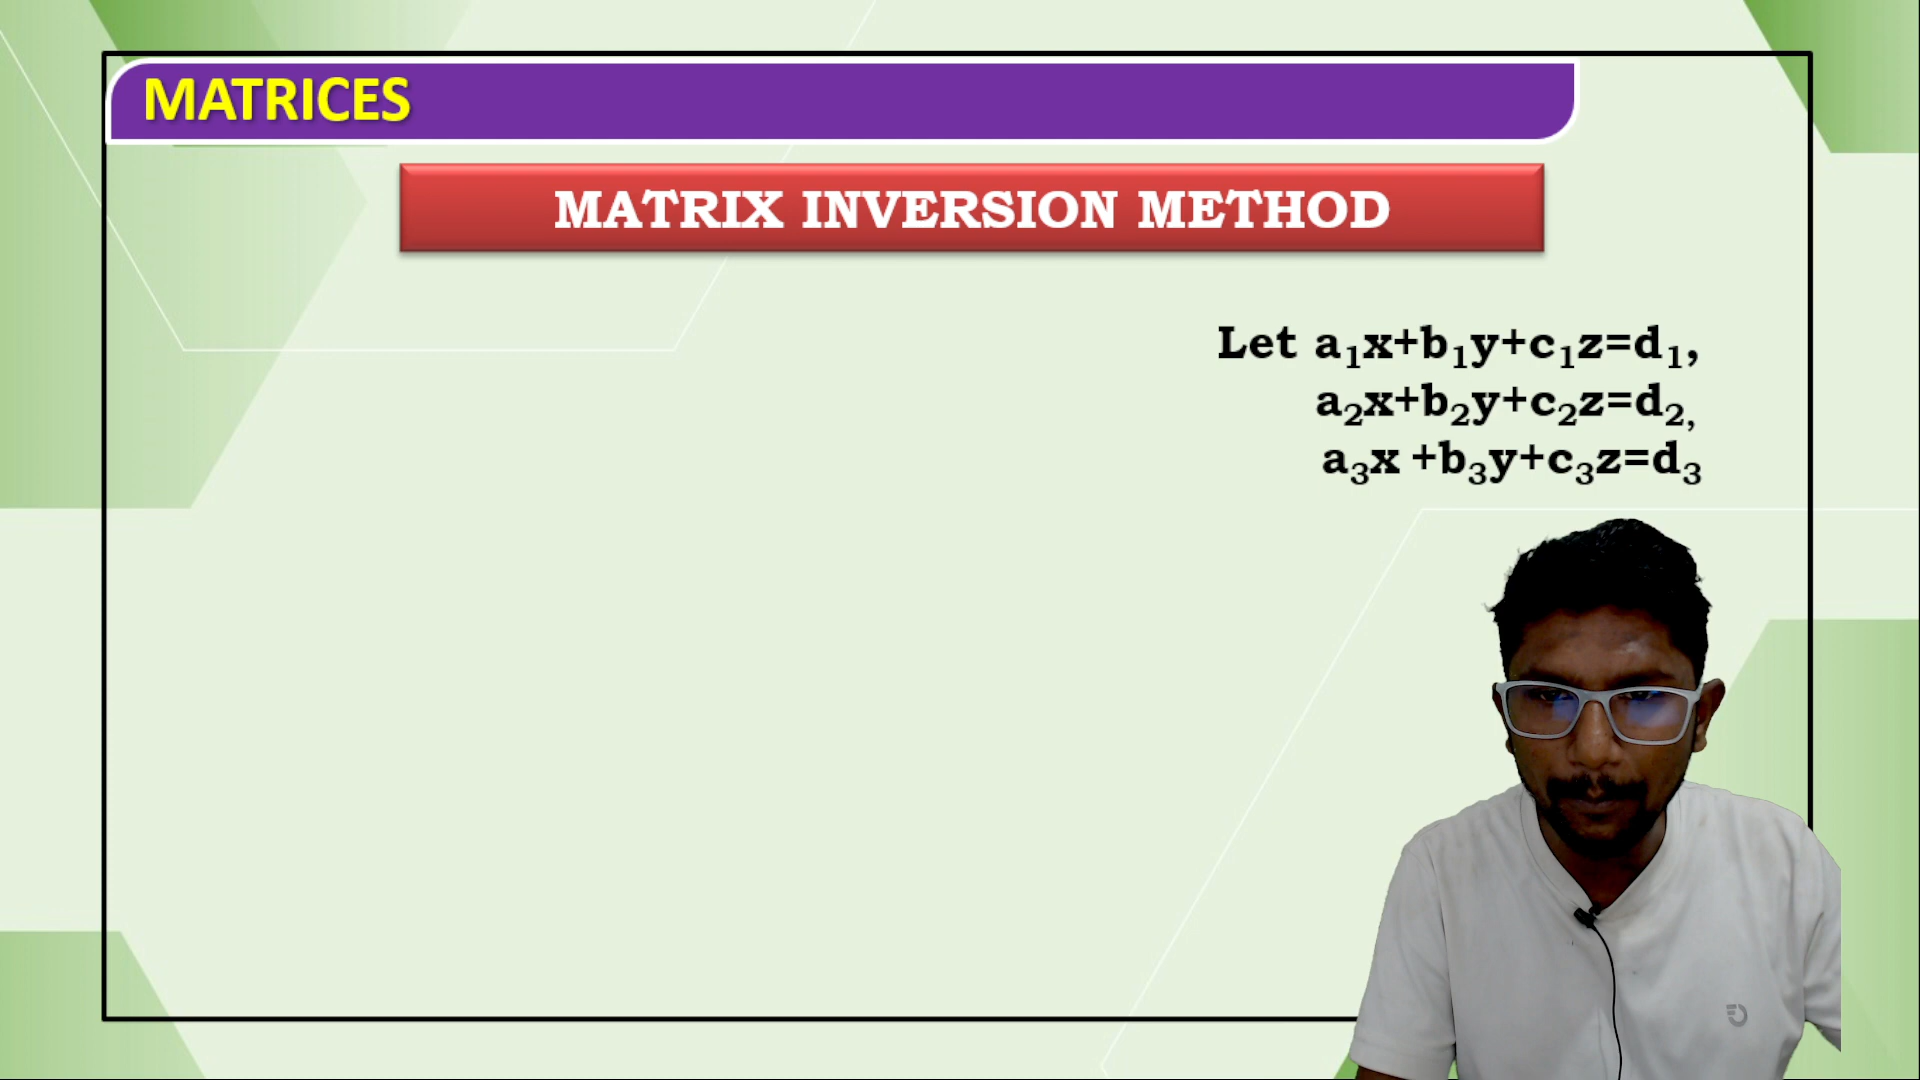 MATRICES
MATRIX INVERSION METHOD
Let a₁x+b₁y+c₁z=d₁,
a₂x+b₂y+c₂z=d₂,
a₃x +b₃y+c₃z=d₃